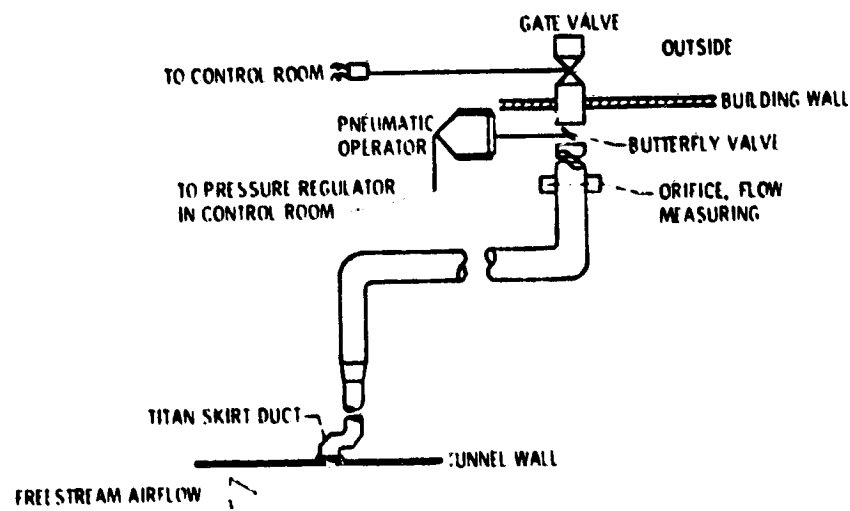 GATE VALVE
OUTSIDE
TO CONTROL ROOM
BUILDING WALL
PNEUMATIC
OPERATOR
BUTTERFLY VALVE
TO PRESSURE REGULATOR
IN CONTROL ROOM
ORIFICE, FLOW
MEASURING
TITAN SKIRT DUCT
TUNNEL WALL
FREESTREAM AIRFLOW